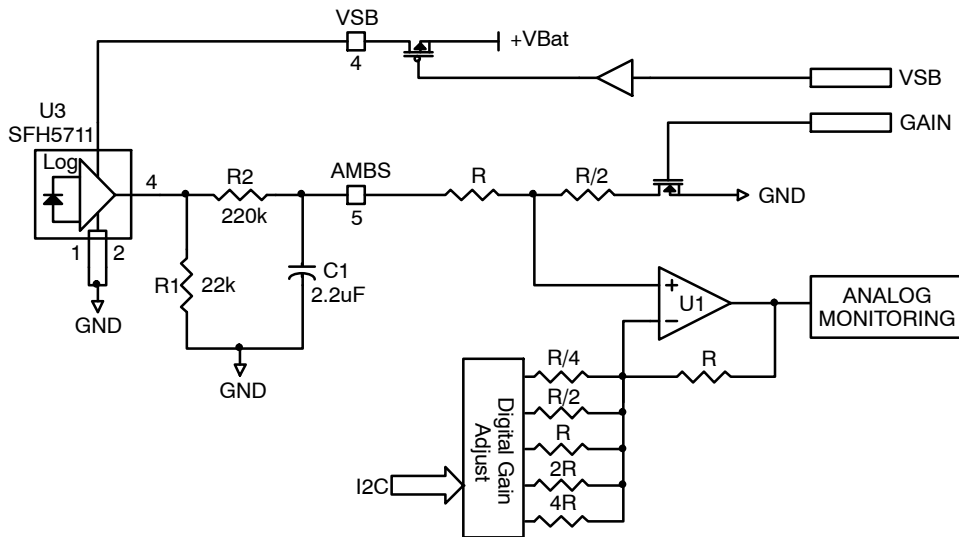 VSB
4
+VBat
VSB
GAIN
U3
SFH5711
Log
4
R2
220k
AMBS
5
R
R/2
GND
1
2
GND
R1
22k
C1
2.2uF
GND
+
U1
−
ANALOG
MONITORING
R
R/4
R/2
R
2R
4R
Digital Gain
Adjust
I2C